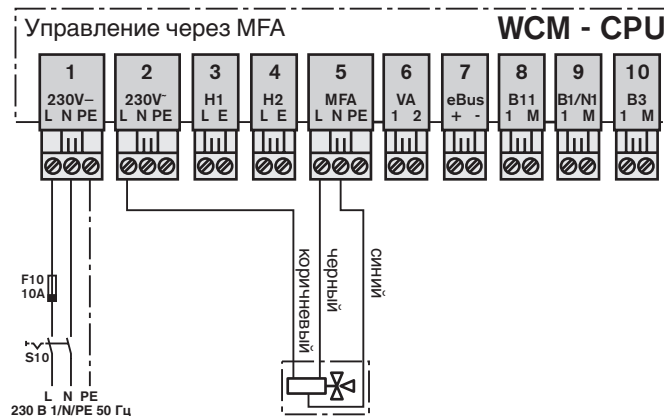 Управление через MFA
WCM - CPU
1 2 3 4 5 6 7 8 9 10
230V~ 230V~ H1 H2 MFA VA eBus B11 B1/N1 B3
L N PE L N PE L E L E L N PE 1 2 + - 1 M 1 M 1 M
коричневый
черный
синий
F10
10A
S10
L N PE
230 В 1/N/PE 50 Гц